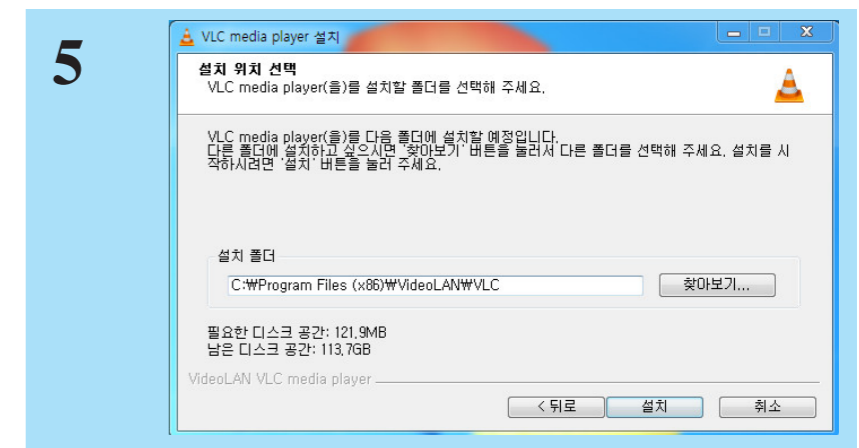 5
VLC media player 설치
설치 위치 선택
VLC media player(을)를 설치할 폴더를 선택해 주세요.
VLC media player(을)를 다음 폴더에 설치할 예정입니다.
다른 폴더에 설치하고 싶으시면 '찾아보기' 버튼을 눌러서 다른 폴더를 선택해 주세요. 설치를 시
작하시려면 '설치' 버튼을 눌러 주세요.
설치 폴더
C:₩Program Files (x86)₩VideoLAN₩VLC
찾아보기...
필요한 디스크 공간: 121.9MB
남은 디스크 공간: 113.7GB
VideoLAN VLC media player
< 뒤로
설치
취소